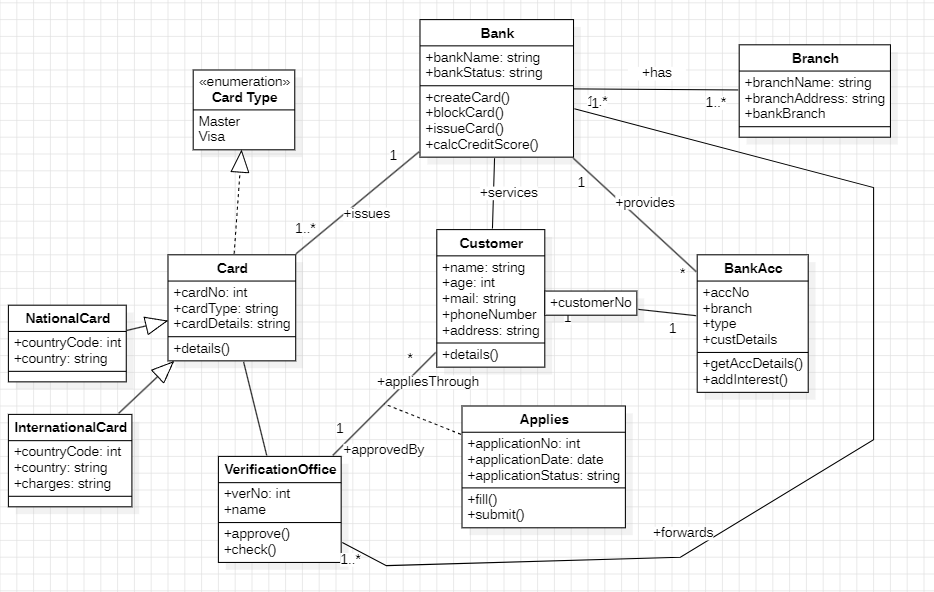 Bank
+bankName: string
+bankStatus: string
+createCard()
+blockCard()
+issueCard()
+calcCreditScore()
+has
1..*
1..*
Branch
+branchName: string
+branchAddress: string
+bankBranch
«enumeration»
Card Type
Master
Visa
1
+issues
1..*
+services
1
+provides
*
Card
+cardNo: int
+cardType: string
+cardDetails: string
+details()
Customer
+name: string
+age: int
+mail: string
+phoneNumber
+address: string
+details()
+customerNo
1
1
BankAcc
+accNo
+branch
+type
+custDetails
+getAccDetails()
+addInterest()
NationalCard
+countryCode: int
+country: string
InternationalCard
+countryCode: int
+country: string
+charges: string
*
+appliesThrough
1
+approvedBy
Applies
+applicationNo: int
+applicationDate: date
+applicationStatus: string
+fill()
+submit()
VerificationOffice
+verNo: int
+name
+approve()
+check()
1..*
+forwards